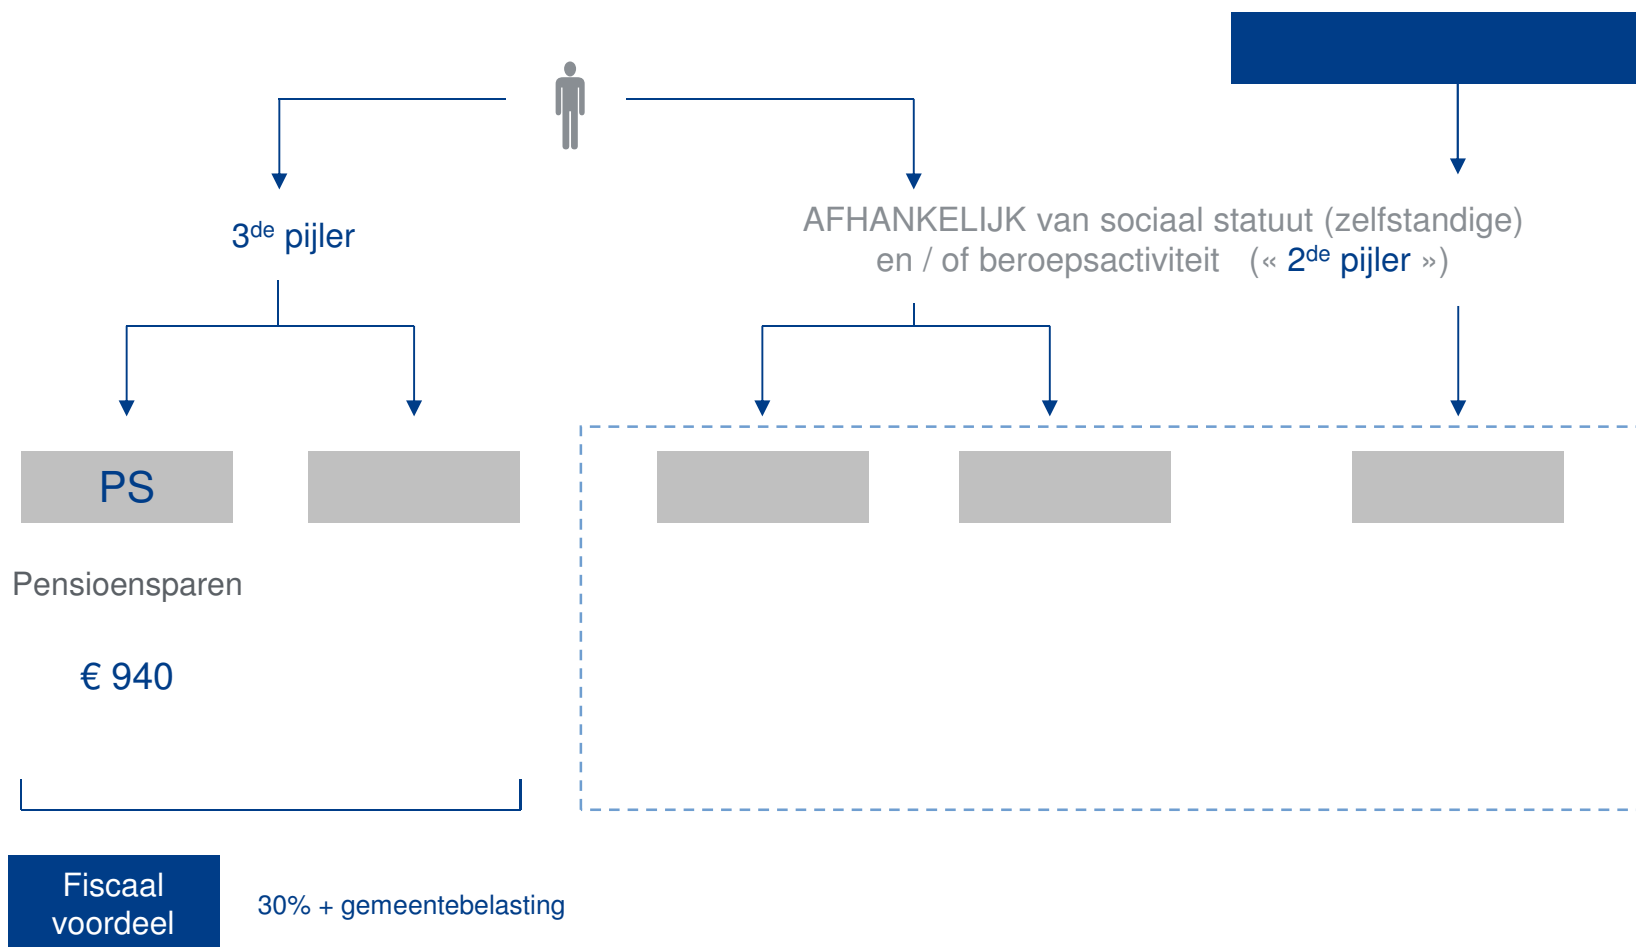 3de pijler
AFHANKELIJK van sociaal statuut (zelfstandige)
en / of beroepsactiviteit (« 2de pijler »)
PS
Pensioensparen
€ 940
Fiscaal
voordeel
30% + gemeentebelasting